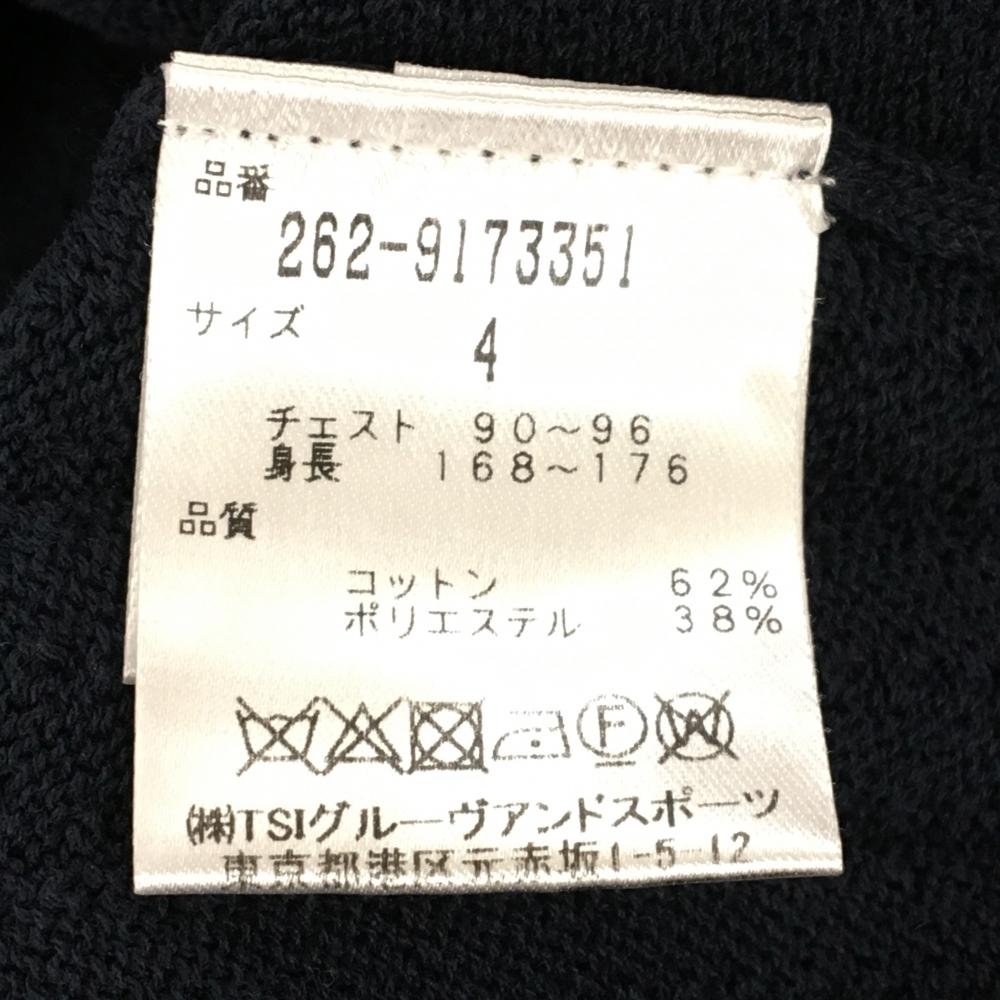 品番
262-9173351
サイズ
4
チェスト 90~96
身長 168~176
品質
コットン 62%
ポリエステル 38%
F W
㈱TSIグルーヴアンドスポーツ
東京都港区元赤坂1-5-12